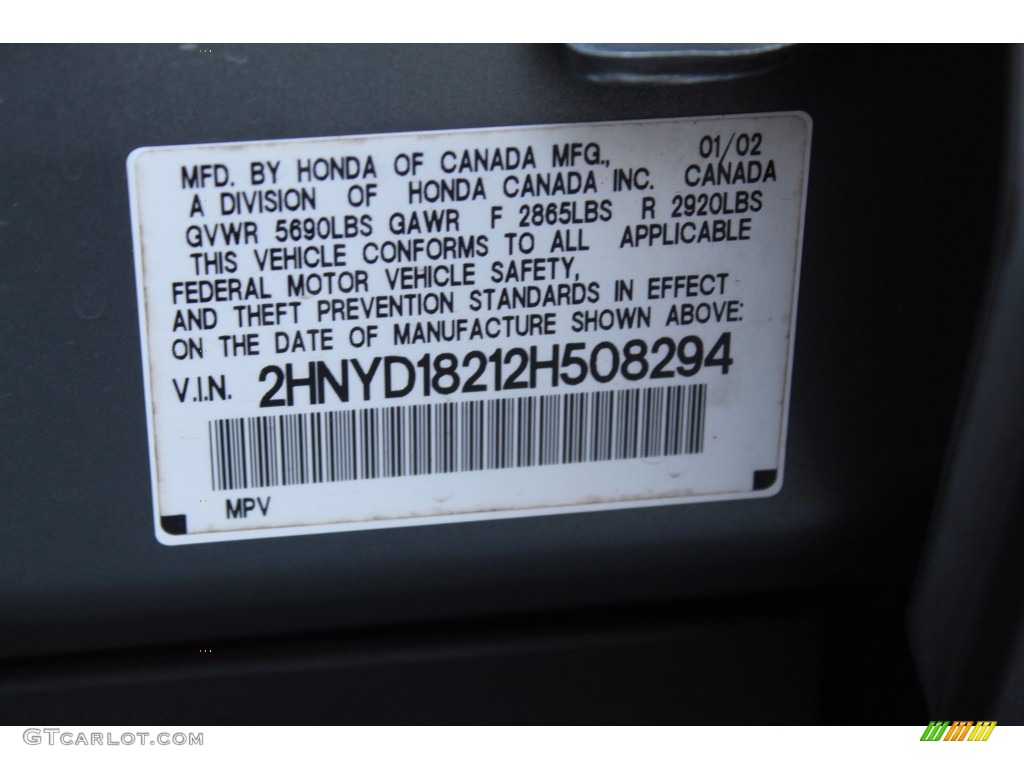 MFD. BY HONDA OF CANADA MFG., 01/02
A DIVISION OF HONDA CANADA INC. CANADA
GVWR 5690LBS GAWR F 2865LBS R 2920LBS
THIS VEHICLE CONFORMS TO ALL APPLICABLE
FEDERAL MOTOR VEHICLE SAFETY,
AND THEFT PREVENTION STANDARDS IN EFFECT
ON THE DATE OF MANUFACTURE SHOWN ABOVE:
V.I.N. 2HNYD18212H508294
MPV
GTCARLOT.COM